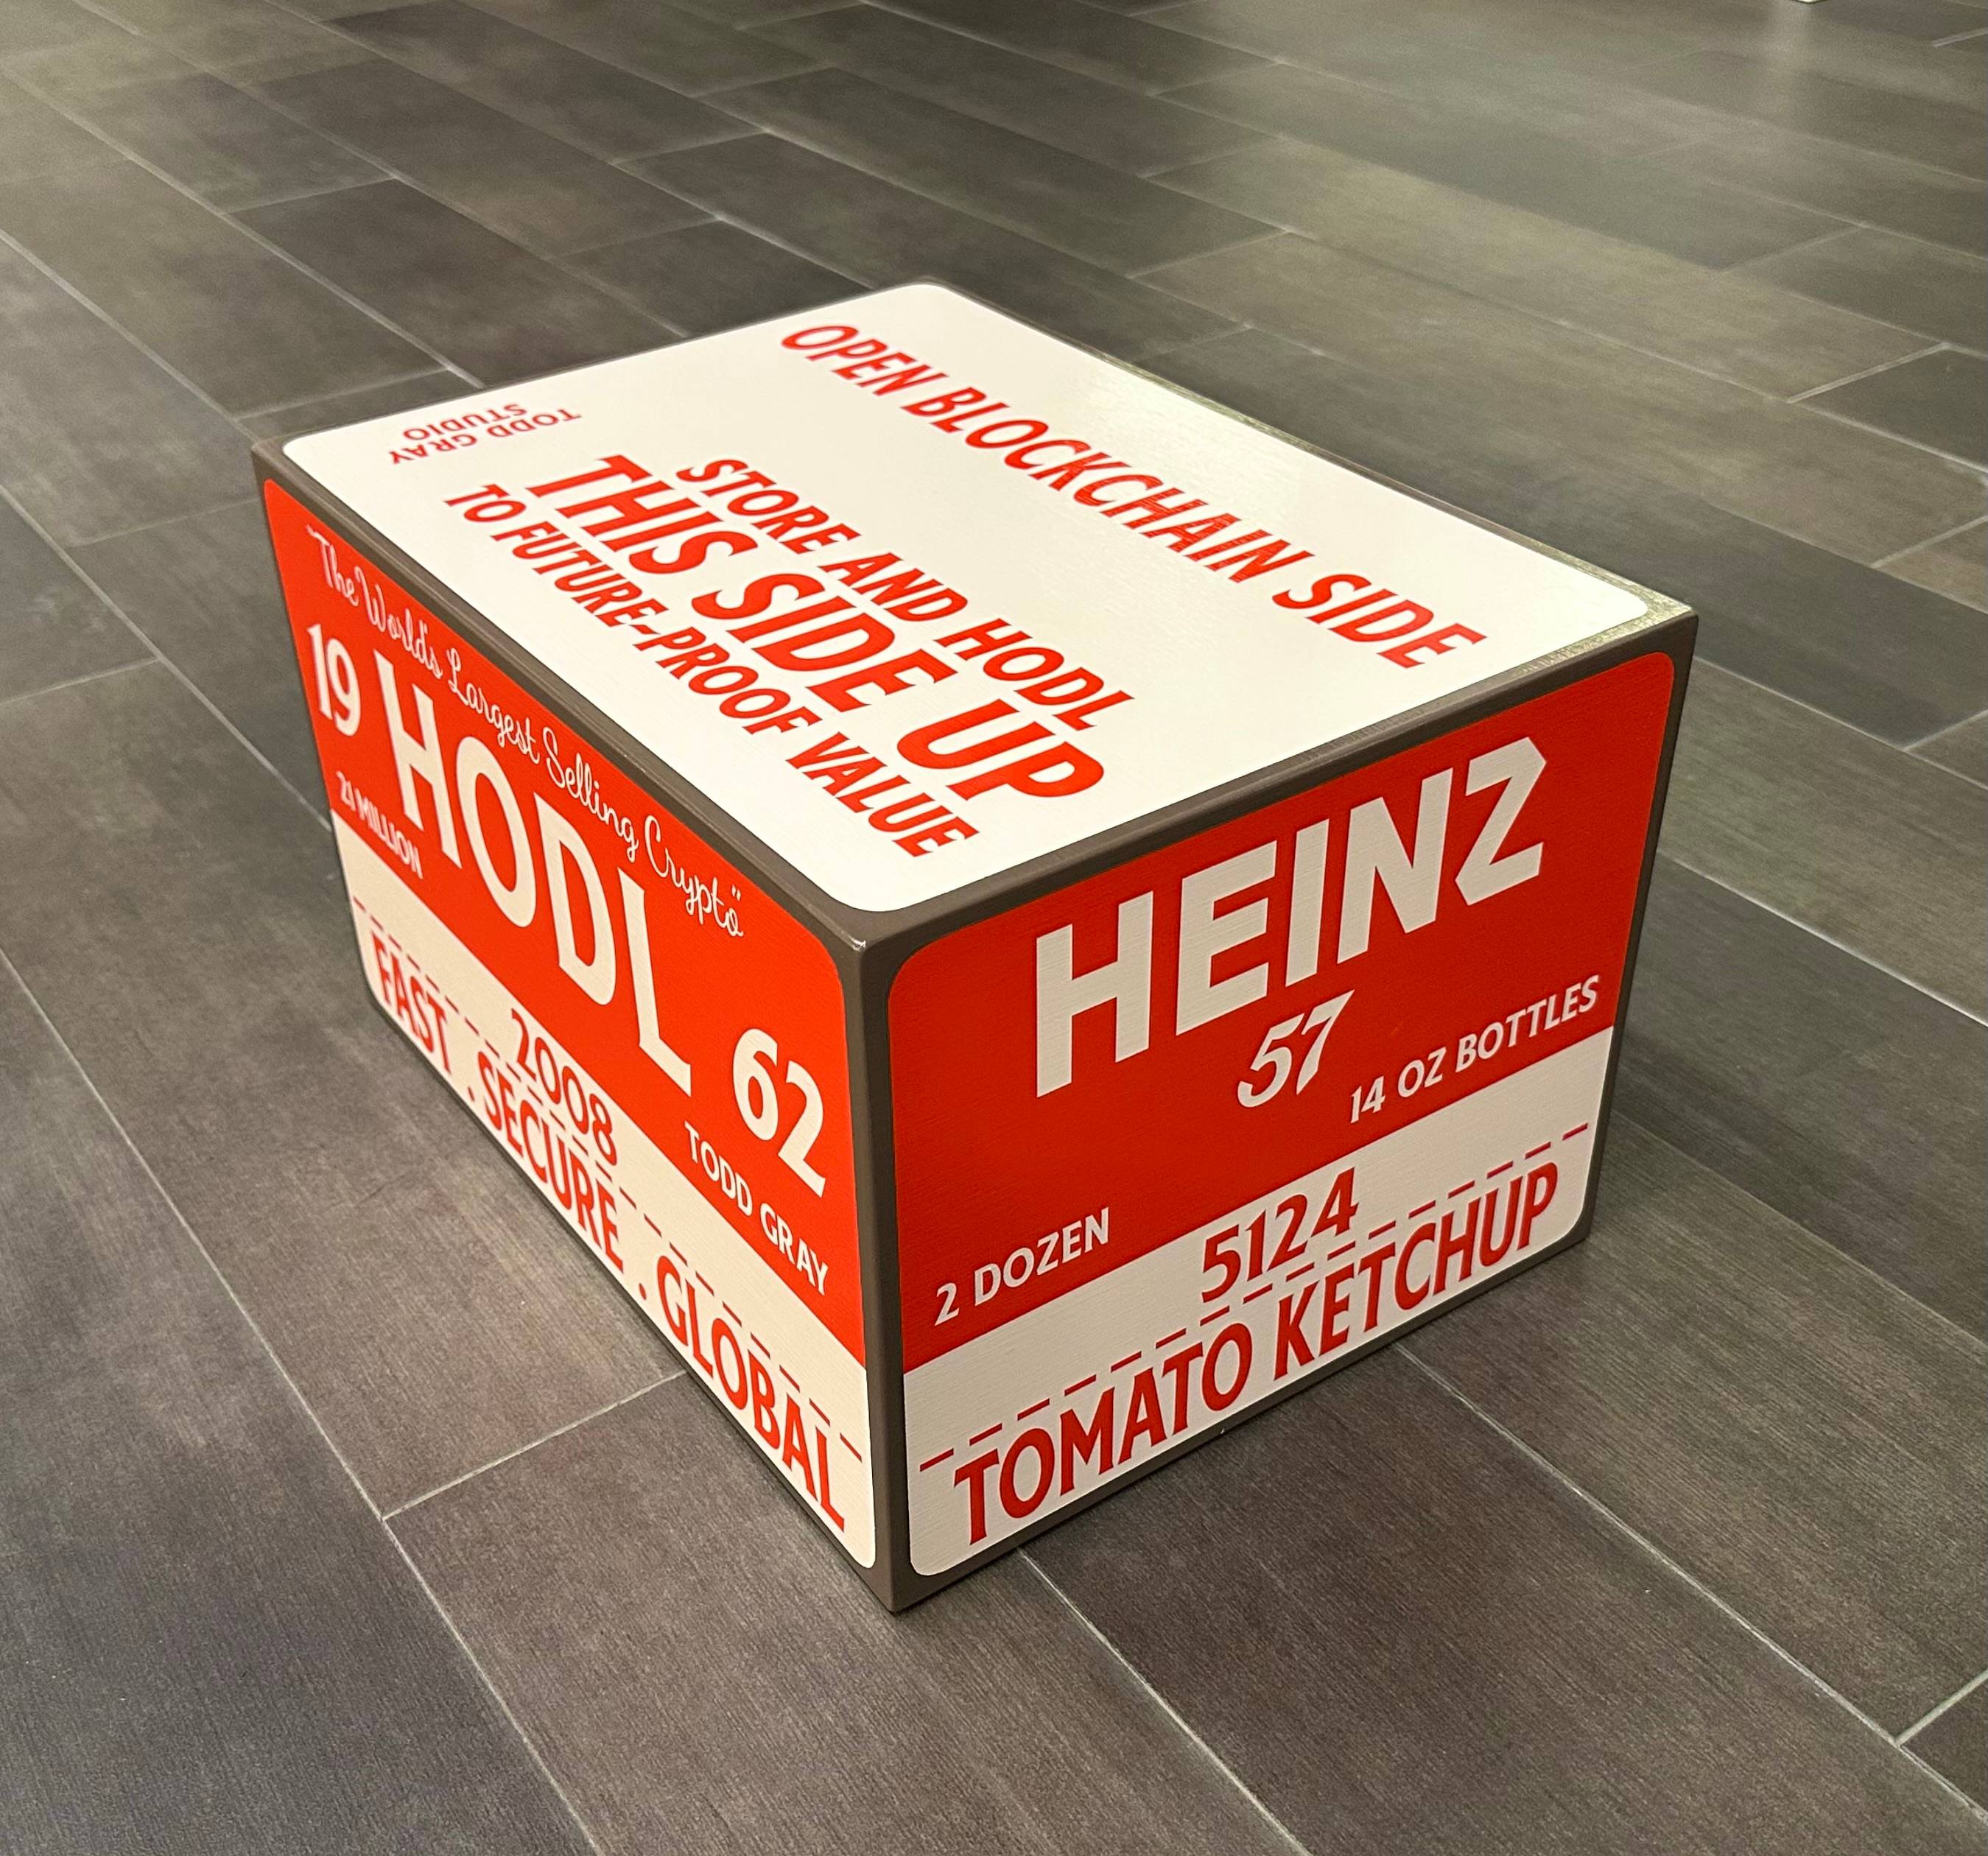 OPEN BLOCKCHAIN SIDE
STORE AND HODL
THIS SIDE UP
TO FUTURE-PROOF VALUE
TODD GRAY
STUDIO
"The World's Largest Selling Crypto"
19 HODL 62
21 MILLION
TODD GRAY
2008
FAST . SECURE . GLOBAL
HEINZ
57
2 DOZEN
14 OZ BOTTLES
5124
TOMATO KETCHUP